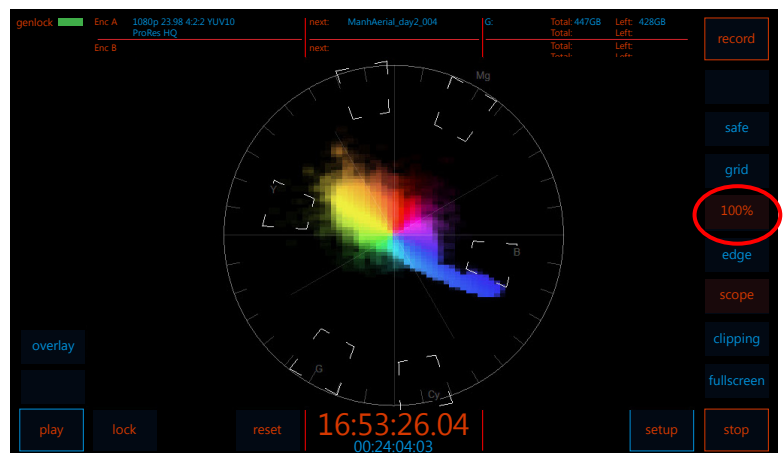 genlock
Enc A 1080p 23.98 4:2:2 YUV10
ProRes HQ
Enc B
next: ManhAerial_day2_004
next:
G: Total: 447GB Left: 428GB
Total: Left:
Total: Left:
record
Mg
safe
grid
Y
100%
B
edge
scope
overlay
clipping
G
fullscreen
Cy
play
lock
reset
16:53:26.04
00:24:04:03
setup
stop